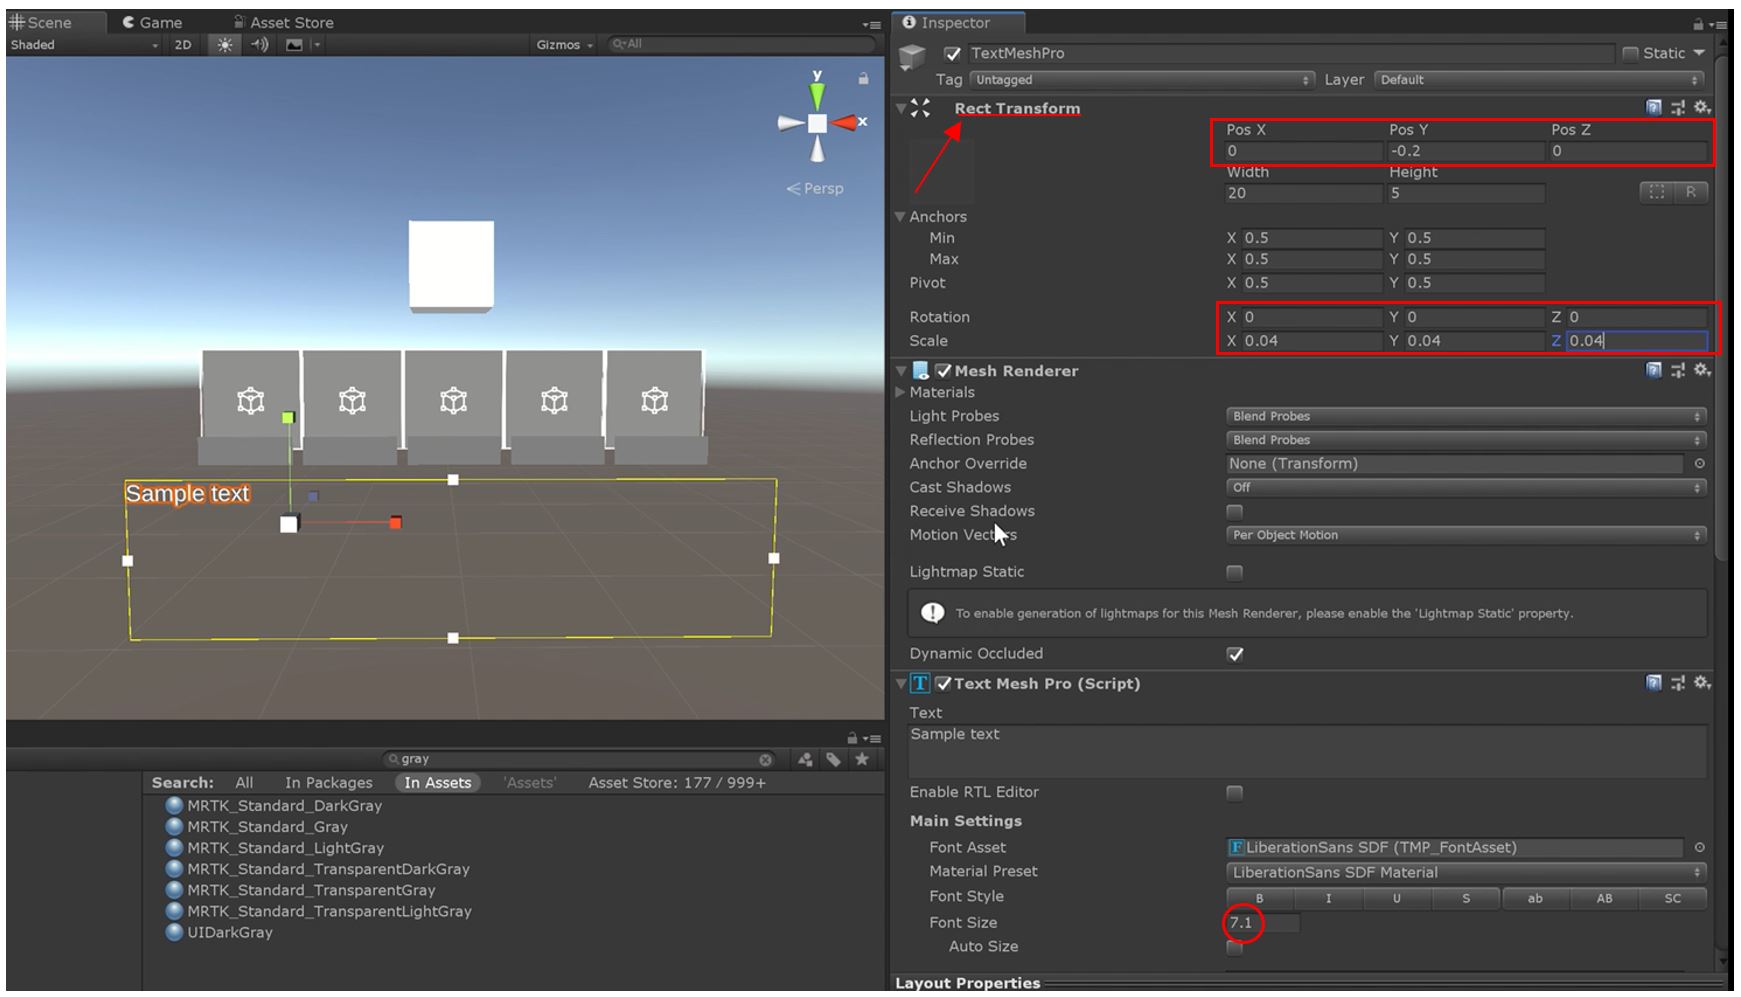 Scene Game Asset Store
Shaded 2D Gizmos All
y
x
Persp
Sample text
gray
Search: All In Packages In Assets 'Assets' Asset Store: 177 / 999+
MRTK_Standard_DarkGray
MRTK_Standard_Gray
MRTK_Standard_LightGray
MRTK_Standard_TransparentDarkGray
MRTK_Standard_TransparentGray
MRTK_Standard_TransparentLightGray
UIDarkGray
Inspector
TextMeshPro Static
Tag Untagged Layer Default
Rect Transform
Pos X Pos Y Pos Z
0 -0.2 0
Width Height
20 5 R
Anchors
Min X 0.5 Y 0.5
Max X 0.5 Y 0.5
Pivot X 0.5 Y 0.5
Rotation X 0 Y 0 Z 0
Scale X 0.04 Y 0.04 Z 0.04
Mesh Renderer
Materials
Light Probes Blend Probes
Reflection Probes Blend Probes
Anchor Override None (Transform)
Cast Shadows Off
Receive Shadows
Motion Vectors Per Object Motion
Lightmap Static
To enable generation of lightmaps for this Mesh Renderer, please enable the 'Lightmap Static' property.
Dynamic Occluded
T Text Mesh Pro (Script)
Text
Sample text
Enable RTL Editor
Main Settings
Font Asset F LiberationSans SDF (TMP_FontAsset)
Material Preset LiberationSans SDF Material
Font Style B I U S ab AB SC
Font Size 7.1
Auto Size
Layout Properties